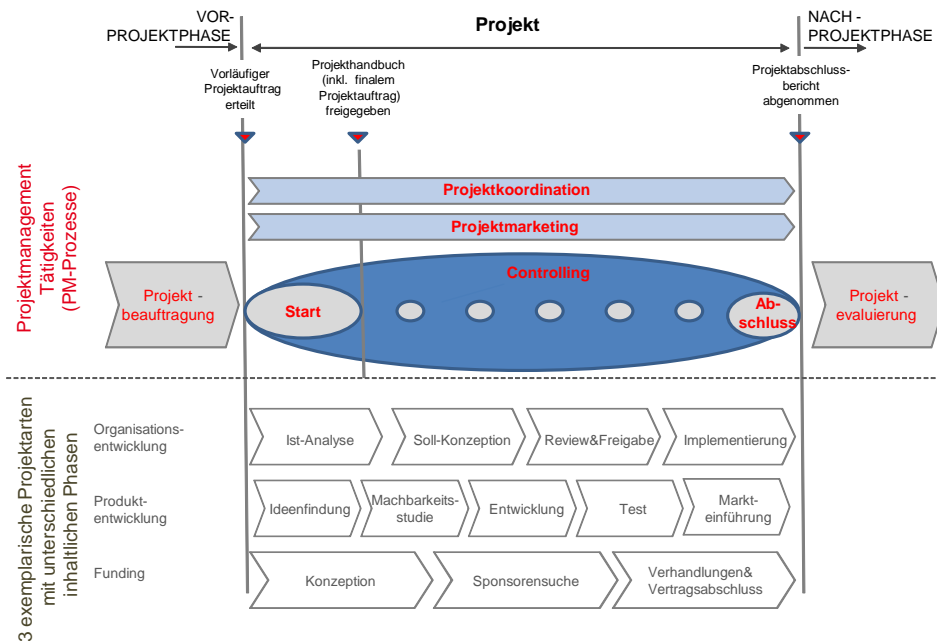 VOR-
PROJEKTPHASE
Projekt
NACH -
PROJEKTPHASE
Vorläufiger
Projektauftrag
erteilt
Projekthandbuch
(inkl. finalem
Projektauftrag)
freigegeben
Projektabschluss-
bericht
abgenommen
Projektmanagement
Tätigkeiten
(PM-Prozesse)
Projektkoordination
Projektmarketing
Controlling
Projekt -
beauftragung
Start
Ab-
schluss
Projekt -
evaluierung
3 exemplarische Projektarten
mit unterschiedlichen
inhaltlichen Phasen
Organisations-
entwicklung
Ist-Analyse
Soll-Konzeption
Review&Freigabe
Implementierung
Produkt-
entwicklung
Ideenfindung
Machbarkeits-
studie
Entwicklung
Test
Markt-
einführung
Funding
Konzeption
Sponsorensuche
Verhandlungen&
Vertragsabschluss